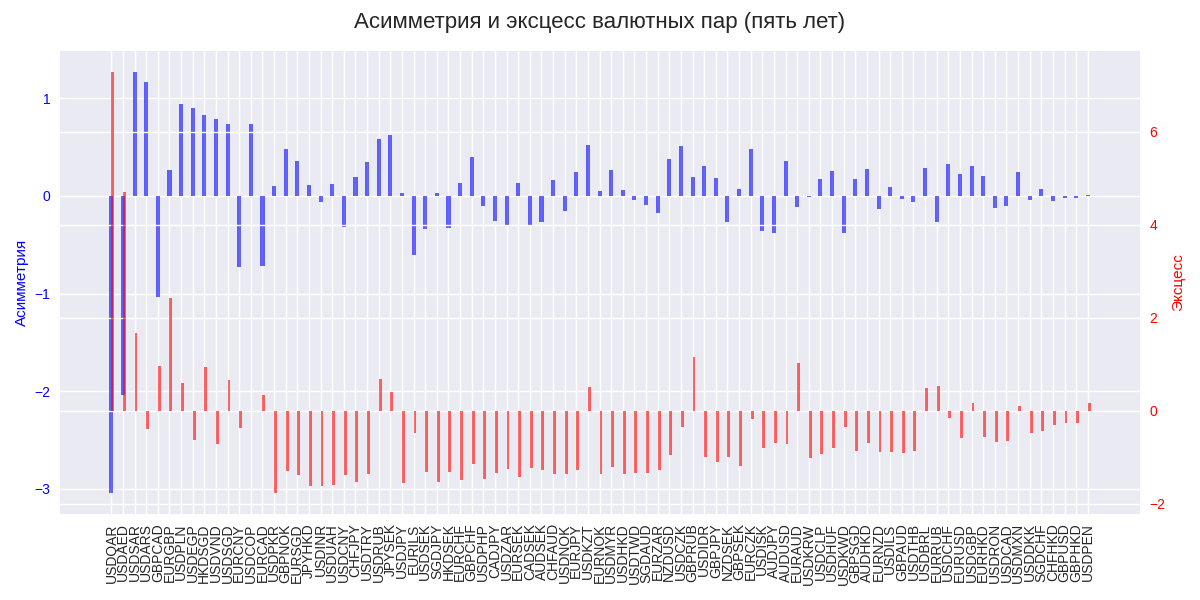 Асимметрия и эксцесс валютных пар (пять лет)
Асимметрия
1
0
−1
−2
−3
6
4
2
0
−2
Эксцесс
USDQAR
USDAED
USDSAR
USDARS
GBPCAD
EURGBP
USDPLN
USDEGP
HKDSGD
USDVND
USDSGD
EURCNY
USDCOP
EURCAD
USDPKR
GBPNOK
EURSGD
JPYHKD
USDINR
USDUAH
USDCNY
CHFJPY
USDTRY
USDRUB
JPYSEK
USDJPY
EURILS
USDSEK
SGDJPY
HKDSEK
EURCHF
GBPCHF
USDPHP
CADJPY
USDZAR
EURSEK
CADSEK
AUDSEK
CHFAUD
USDNOK
EURJPY
USDKZT
EURNOK
USDMYR
USDHKD
USDTWD
SGDCAD
EURZAR
NZDUSD
USDCZK
GBPRUB
USDIDR
GBPJPY
NZDSEK
GBPSEK
EURCZK
USDISK
AUDJPY
AUDUSD
EURAUD
USDKRW
USDCLP
USDHUF
USDKWD
GBPSGD
AUDHKD
EURNZD
USDILS
GBPAUD
USDTHB
USDBRL
EURRUB
USDCHF
EURUSD
USDGBP
EURHKD
USDRON
USDCAD
USDMXN
USDDKK
SGDCHF
CHFHKD
GBPHKD
USDPEN